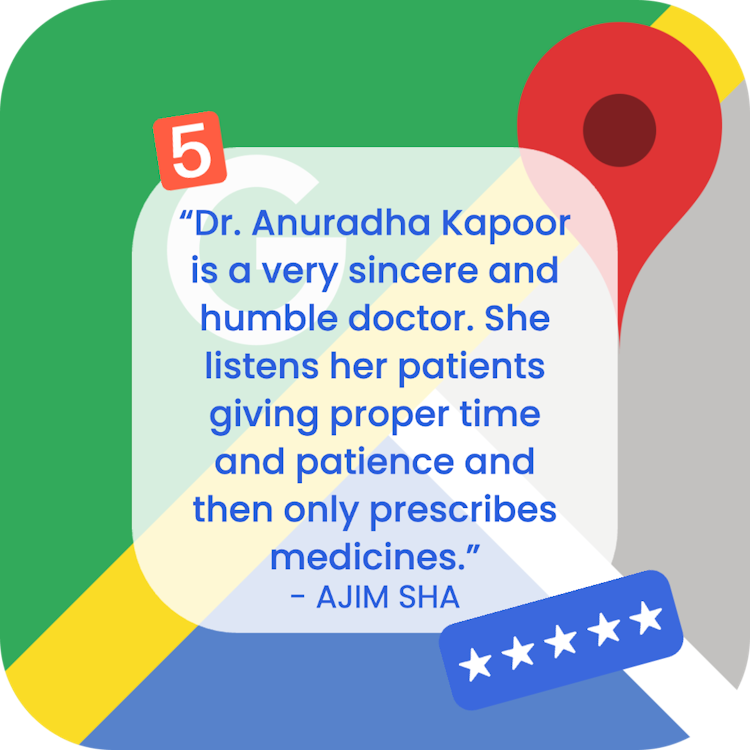 5
G
“Dr. Anuradha Kapoor
is a very sincere and
humble doctor. She
listens her patients
giving proper time
and patience and
then only prescribes
medicines.”
- AJIM SHA